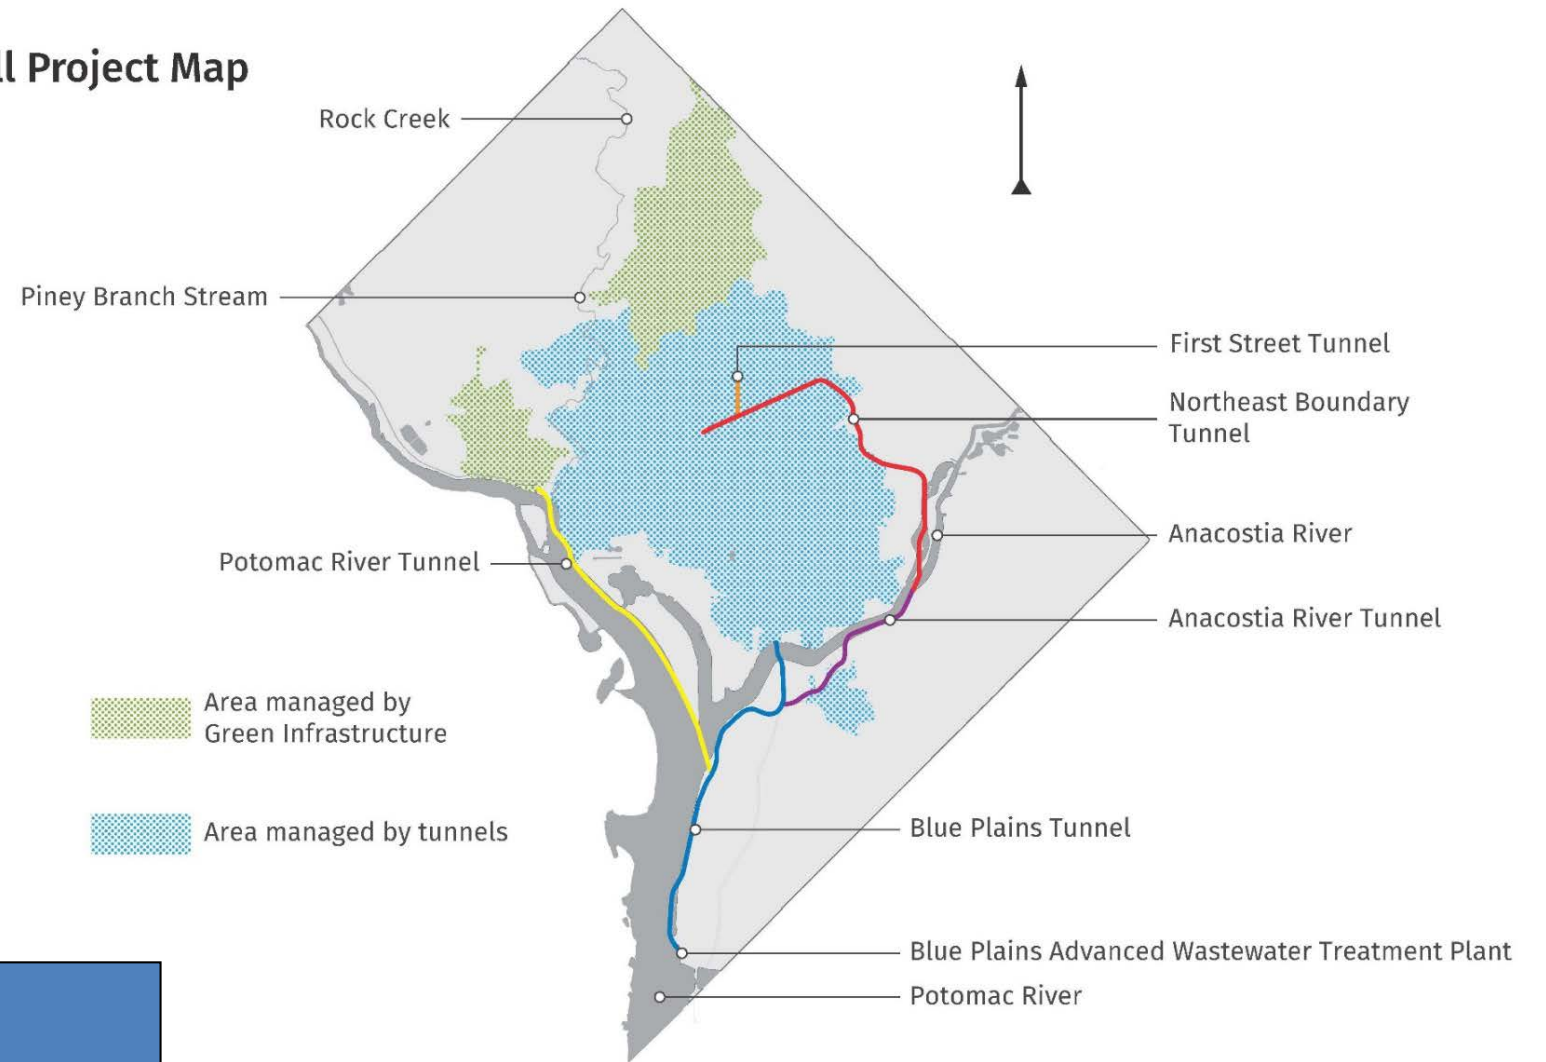 ll Project Map
Rock Creek
Piney Branch Stream
First Street Tunnel
Northeast Boundary
Tunnel
Anacostia River
Potomac River Tunnel
Anacostia River Tunnel
Area managed by
Green Infrastructure
Area managed by tunnels
Blue Plains Tunnel
Blue Plains Advanced Wastewater Treatment Plant
Potomac River